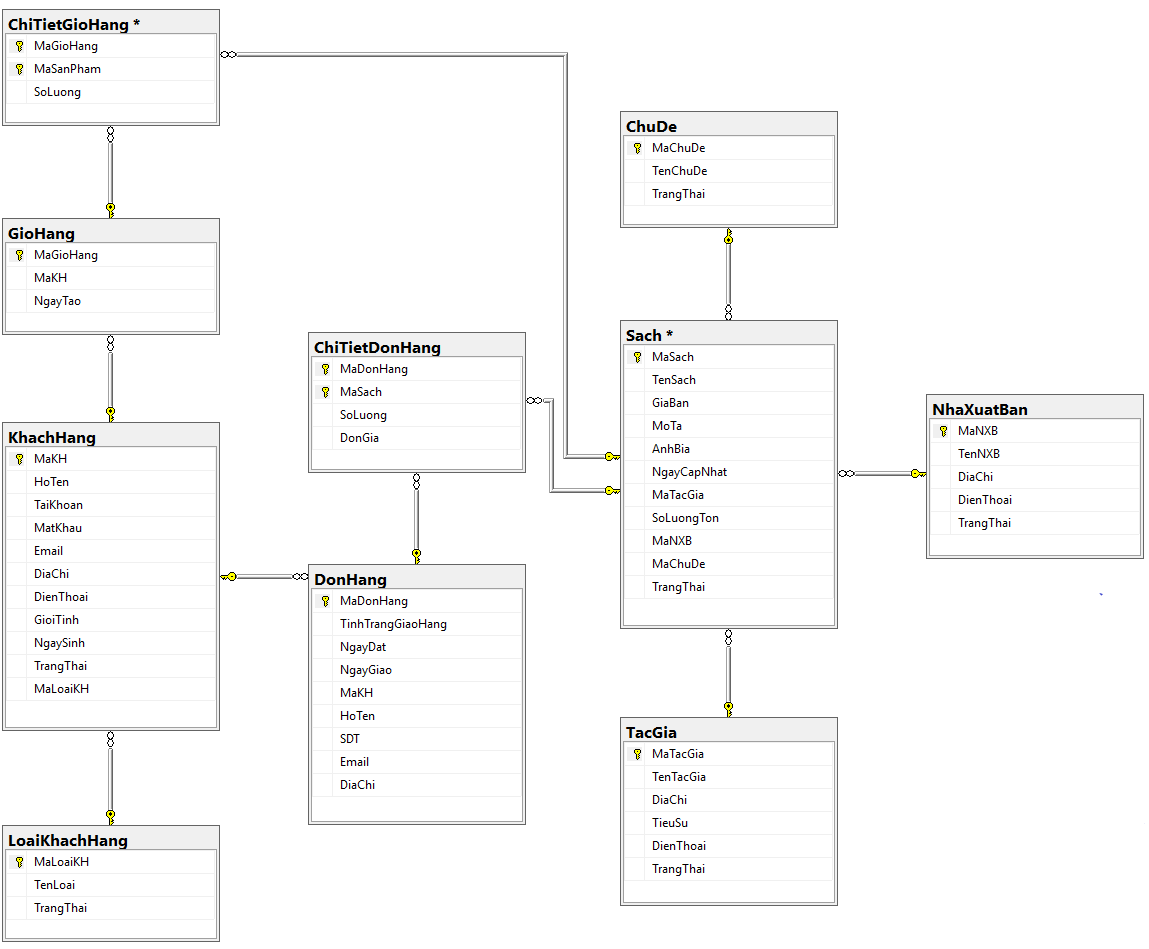 ChiTietGioHang *
MaGioHang
MaSanPham
SoLuong
GioHang
MaGioHang
MaKH
NgayTao
KhachHang
MaKH
HoTen
TaiKhoan
MatKhau
Email
DiaChi
DienThoai
GioiTinh
NgaySinh
TrangThai
MaLoaiKH
LoaiKhachHang
MaLoaiKH
TenLoai
TrangThai
ChiTietDonHang
MaDonHang
MaSach
SoLuong
DonGia
DonHang
MaDonHang
TinhTrangGiaoHang
NgayDat
NgayGiao
MaKH
HoTen
SDT
Email
DiaChi
ChuDe
MaChuDe
TenChuDe
TrangThai
Sach *
MaSach
TenSach
GiaBan
MoTa
AnhBia
NgayCapNhat
MaTacGia
SoLuongTon
MaNXB
MaChuDe
TrangThai
TacGia
MaTacGia
TenTacGia
DiaChi
TieuSu
DienThoai
TrangThai
NhaXuatBan
MaNXB
TenNXB
DiaChi
DienThoai
TrangThai